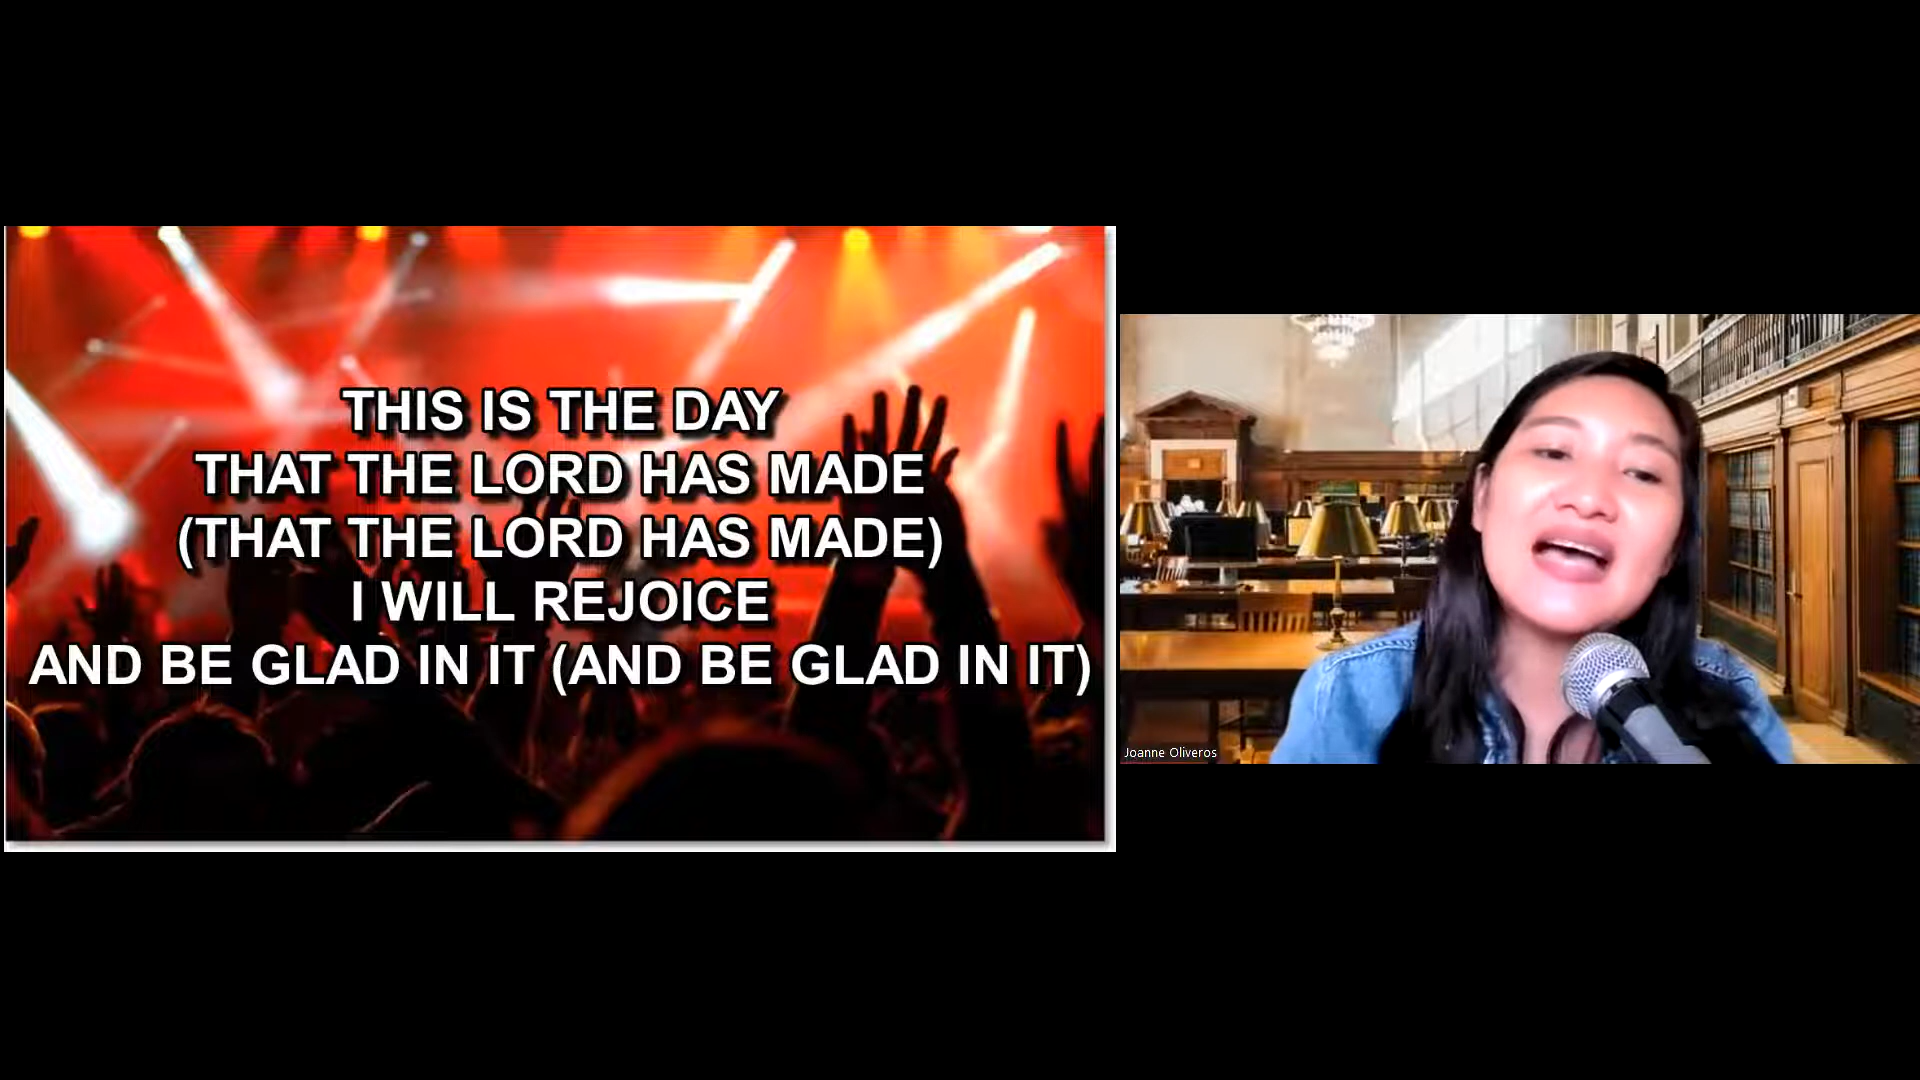 THIS IS THE DAY
THAT THE LORD HAS MADE
(THAT THE LORD HAS MADE)
I WILL REJOICE
AND BE GLAD IN IT (AND BE GLAD IN IT)
Joanne Oliveros